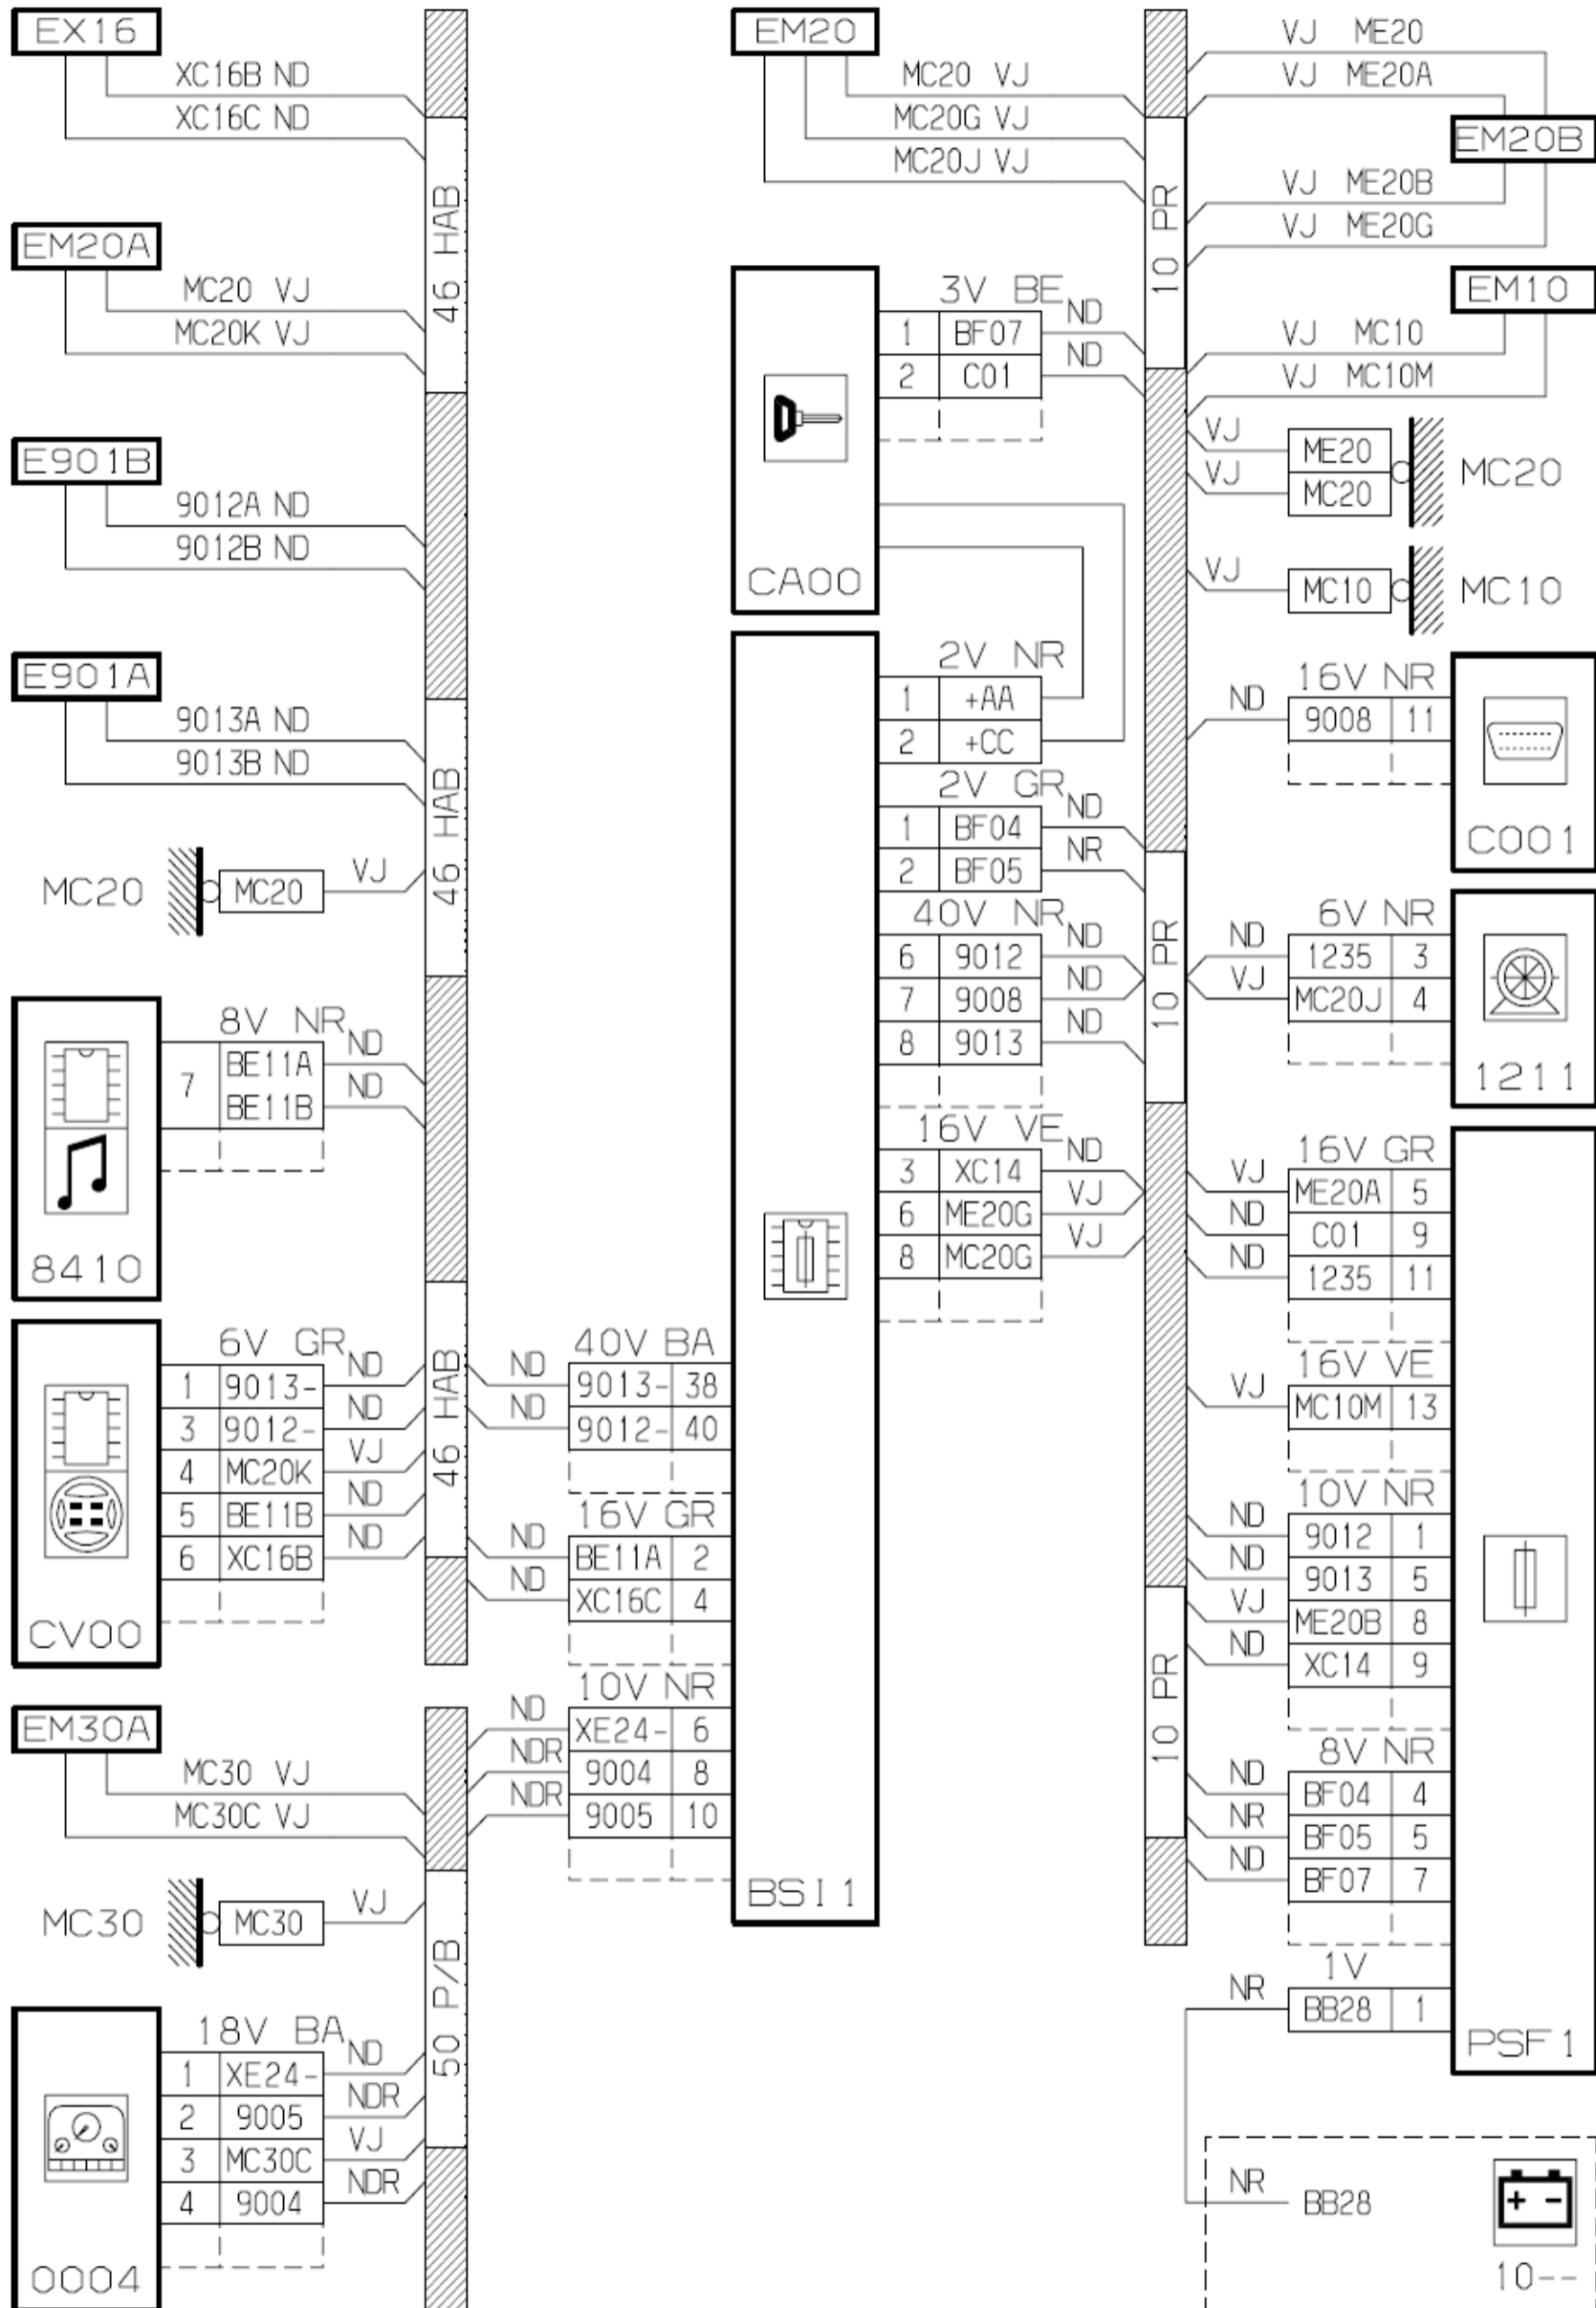 EX16
XC16B ND
XC16C ND
EM20A
MC20 VJ
MC20K VJ
E901B
9012A ND
9012B ND
E901A
9013A ND
9013B ND
MC20
MC20
VJ
8V NR
7
BE11A
ND
BE11B
ND
8410
6V GR
1 9013- ND
3 9012- ND
4 MC20K VJ
5 BE11B ND
6 XC16B ND
CV00
46 HAB
46 HAB
46 HAB
EM30A
MC30 VJ
MC30C VJ
MC30
MC30
VJ
18V BA
1 XE24- ND
2 9005 NDR
3 MC30C VJ
4 9004 NDR
0004
50 P/B
40V BA
ND 9013- 38
ND 9012- 40
16V GR
ND BE11A 2
ND XC16C 4
10V NR
ND XE24- 6
NDR 9004 8
NDR 9005 10
EM20
MC20 VJ
MC20G VJ
MC20J VJ
3V BE
1 BF07 ND
2 C01 ND
CA00
2V NR
1 +AA
2 +CC
2V GR
1 BF04 ND
2 BF05 NR
40V NR
6 9012 ND
7 9008 ND
8 9013 ND
16V VE
3 XC14 ND
6 ME20G VJ
8 MC20G VJ
BSI1
10 PR
10 PR
10 PR
VJ ME20
VJ ME20A
EM20B
VJ ME20B
VJ ME20G
EM10
VJ MC10
VJ MC10M
VJ ME20
VJ MC20
MC20
VJ MC10
MC10
16V NR
ND 9008 11
C001
6V NR
ND 1235 3
VJ MC20J 4
1211
16V GR
VJ ME20A 5
ND C01 9
ND 1235 11
16V VE
VJ MC10M 13
10V NR
ND 9012 1
ND 9013 5
VJ ME20B 8
ND XC14 9
8V NR
ND BF04 4
NR BF05 5
ND BF07 7
1V
NR BB28 1
PSF1
NR BB28
+ -
10--